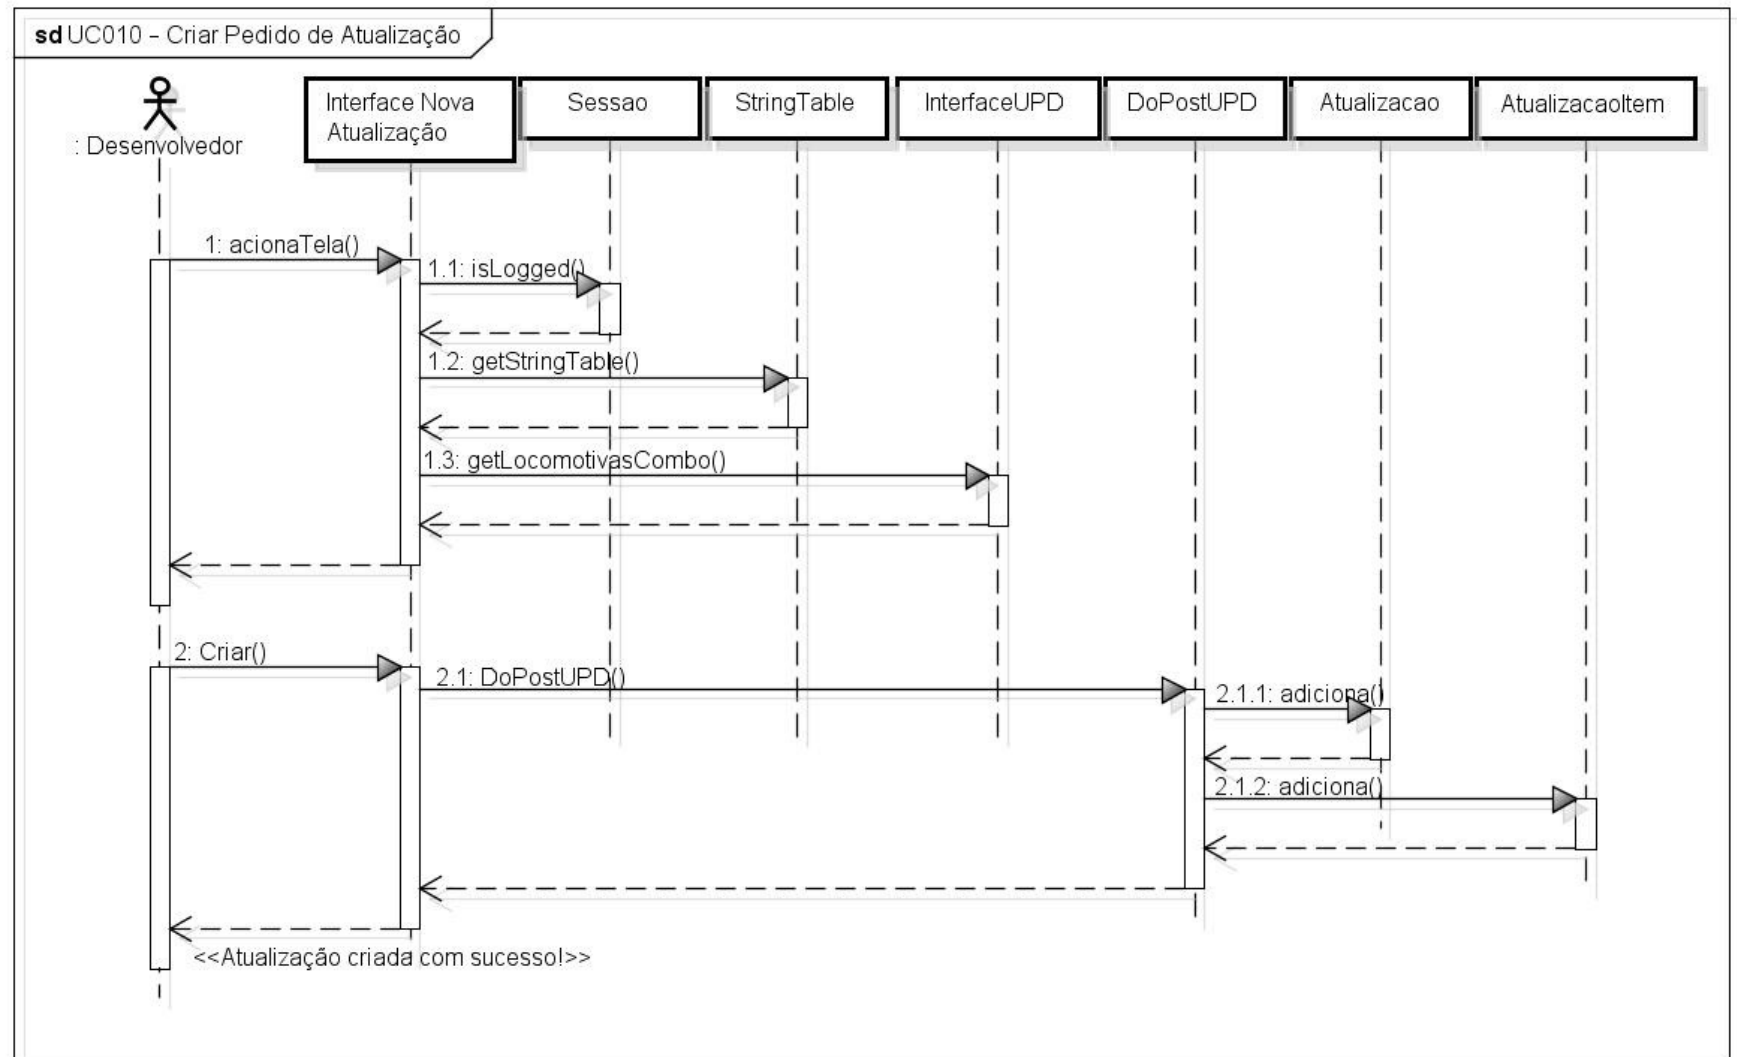 sd UC010 – Criar Pedido de Atualização
: Desenvolvedor
Interface Nova
Atualização
Sessao
StringTable
InterfaceUPD
DoPostUPD
Atualizacao
AtualizacaoItem
1: acionaTela()
1.1: isLogged()
1.2: getStringTable()
1.3: getLocomotivasCombo()
2: Criar()
2.1: DoPostUPD()
2.1.1: adiciona()
2.1.2: adiciona()
<<Atualização criada com sucesso!>>